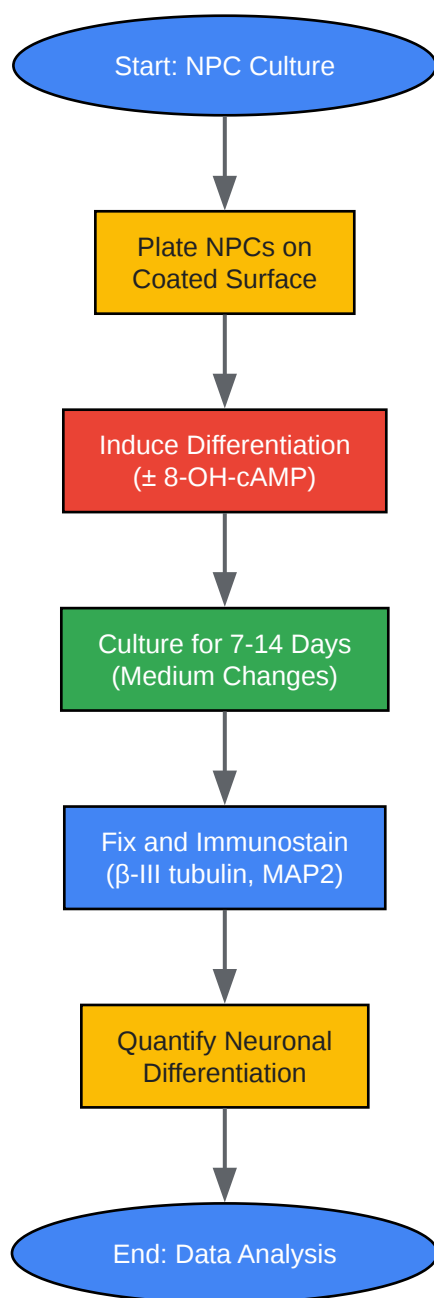 Start: NPC Culture
Plate NPCs on
Coated Surface
Induce Differentiation
(± 8-OH-cAMP)
Culture for 7-14 Days
(Medium Changes)
Fix and Immunostain
(β-III tubulin, MAP2)
Quantify Neuronal
Differentiation
End: Data Analysis